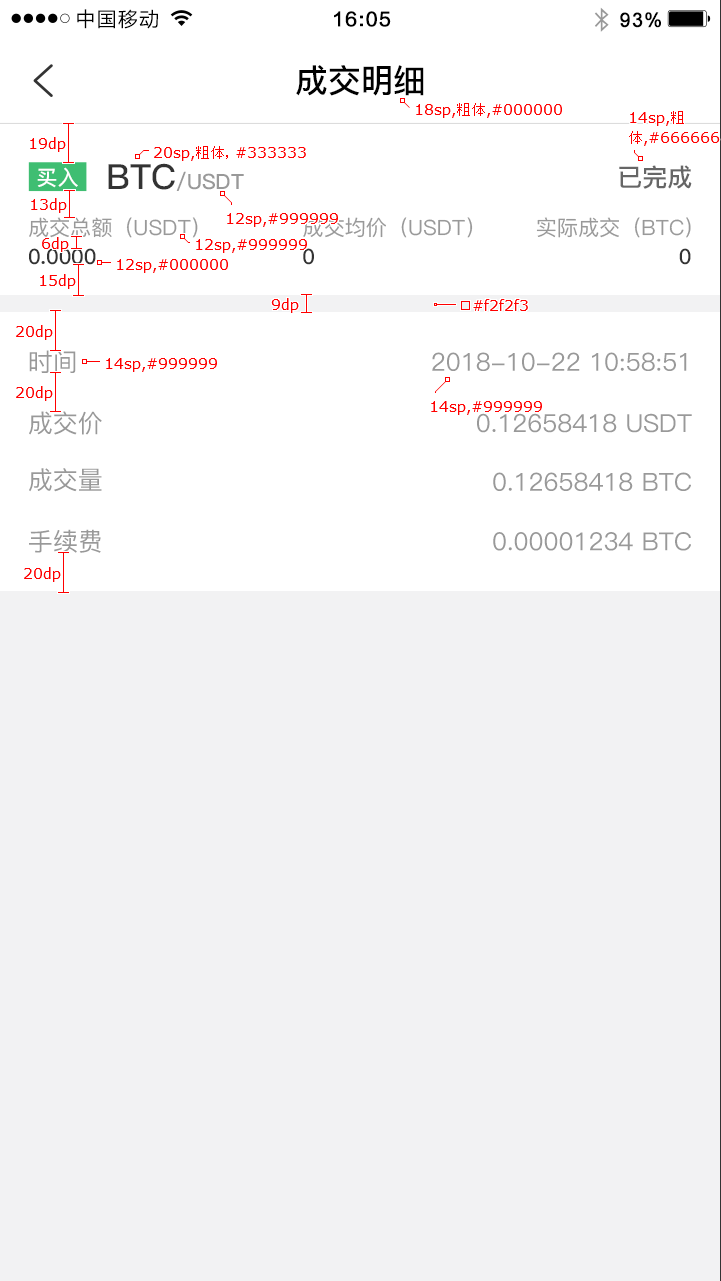 中国移动 16:05 93%
成交明细
18sp,粗体,#000000
14sp,粗
体,#666666
19dp
20sp,粗体，#333333
买入 BTC/USDT 已完成
13dp
12sp,#999999
成交总额（USDT） 成交均价（USDT） 实际成交（BTC）
6dp 12sp,#999999
0.0000 0 0
12sp,#000000
15dp
9dp #f2f2f3
20dp
时间 14sp,#999999 2018-10-22 10:58:51
20dp
14sp,#999999
成交价 0.12658418 USDT
成交量 0.12658418 BTC
手续费 0.00001234 BTC
20dp